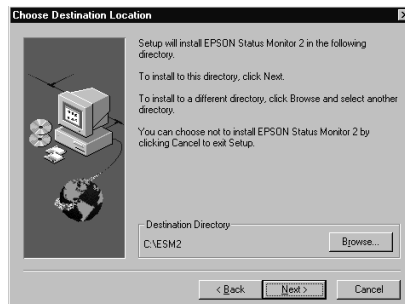 Choose Destination Location
Setup will install EPSON Status Monitor 2 in the following
directory.
To install to this directory, click Next.
To install to a different directory, click Browse and select another
directory.
You can choose not to install EPSON Status Monitor 2 by
clicking Cancel to exit Setup.
Destination Directory
C:\ESM2
Browse...
< Back
Next >
Cancel